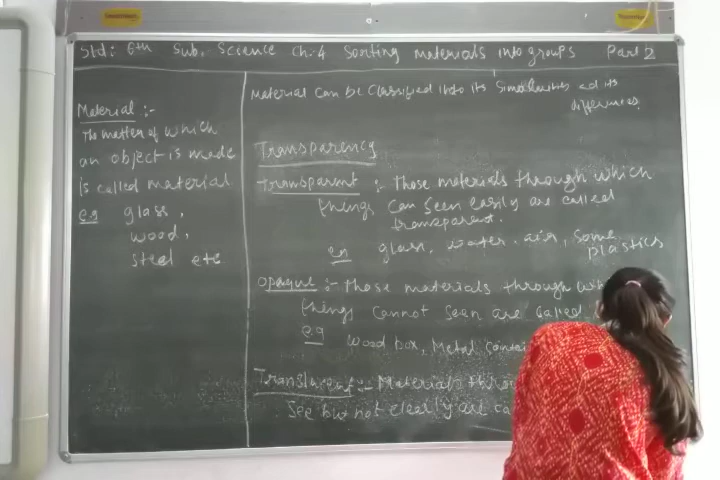 Std: 6th Sub. Science Ch:4 Sorting materials into groups Part 2
Material :-
The matter of which
an object is made
is called material
eg glass,
wood,
steel etc
Material can be Classified into its Similarities ad its
differences.
Transparency
Transparent :- Those materials through which
things can seen easily are called
transparent.
glass, water, air, some
plastics
Opaque :- Those materials through
things cannot seen are called
eg wood box, Metal
Translucent :- Materials
See but not clearly are